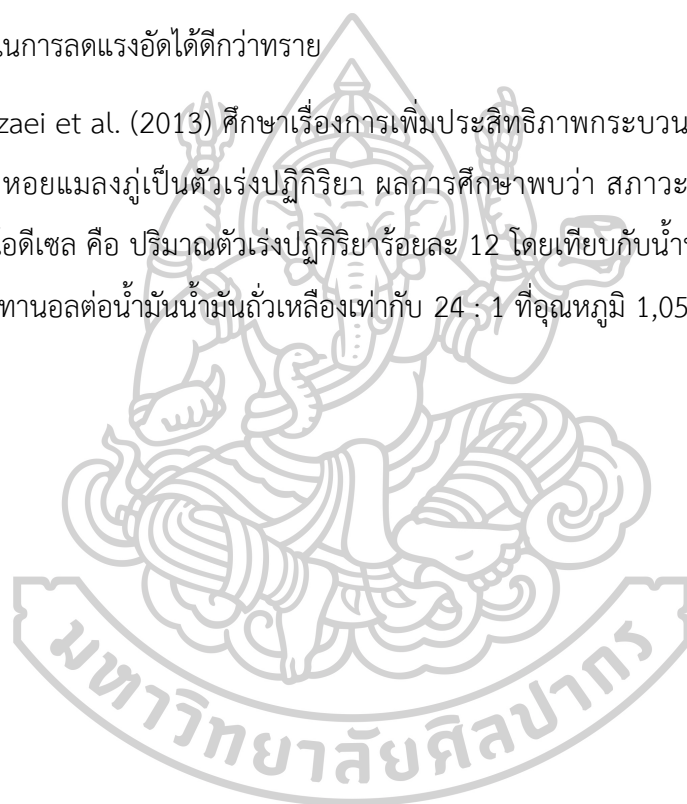 นการลดแรงอัดได้ดีกว่าทราย
zaei et al. (2013) ศึกษาเรื่องการเพิ่มประสิทธิภาพกระบวน
หอยแมลงภู่เป็นตัวเร่งปฏิกิริยา ผลการศึกษาพบว่า สภาวะ
อดีเซล คือ ปริมาณตัวเร่งปฏิกิริยาร้อยละ 12 โดยเทียบกับน้ำ
ทานอลต่อน้ำมันน้ำมันถั่วเหลืองเท่ากับ 24 : 1 ที่อุณหภูมิ 1,05
มหาวิทยาลัยศิลปากร